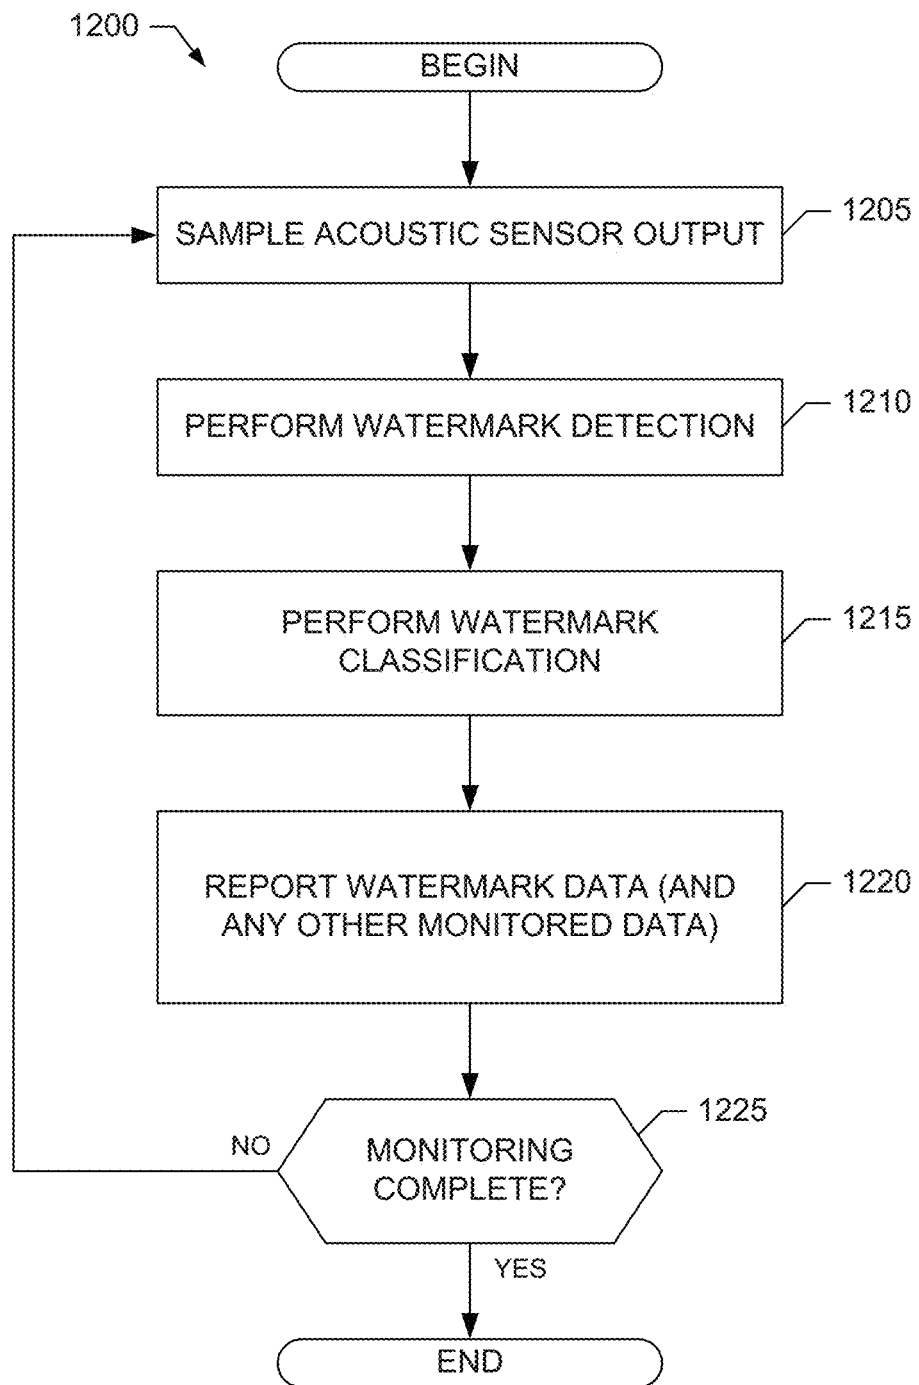 1200
BEGIN
SAMPLE ACOUSTIC SENSOR OUTPUT
1205
PERFORM WATERMARK DETECTION
1210
PERFORM WATERMARK
CLASSIFICATION
1215
REPORT WATERMARK DATA (AND
ANY OTHER MONITORED DATA)
1220
MONITORING
COMPLETE?
1225
NO
YES
END